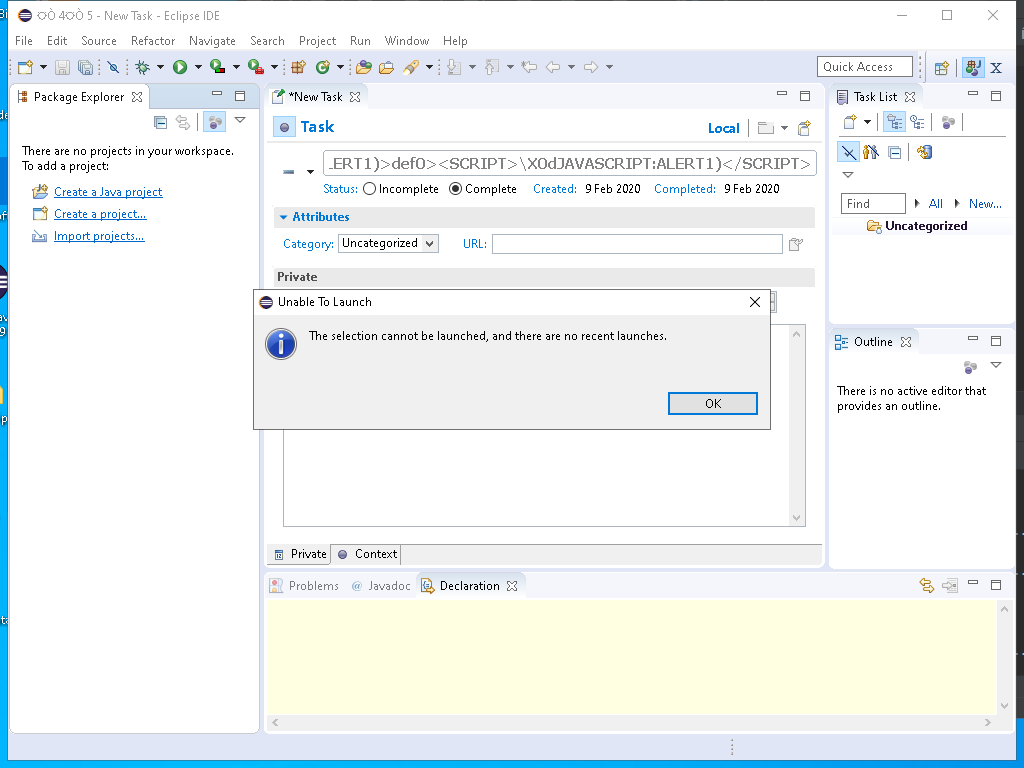 ơỜ 4ơỜ 5 - New Task - Eclipse IDE
File Edit Source Refactor Navigate Search Project Run Window Help
Quick Access
Package Explorer
There are no projects in your workspace.
To add a project:
Create a Java project
Create a project...
Import projects...
*New Task
Task
Local
.ERT1)>def0><SCRIPT>\X0dJAVASCRIPT:ALERT1)</SCRIPT>
Status: Incomplete Complete Created: 9 Feb 2020 Completed: 9 Feb 2020
Attributes
Category: Uncategorized URL:
Private
Unable To Launch
The selection cannot be launched, and there are no recent launches.
OK
Private Context
Task List
Find All New...
Uncategorized
Outline
There is no active editor that
provides an outline.
Problems @ Javadoc Declaration